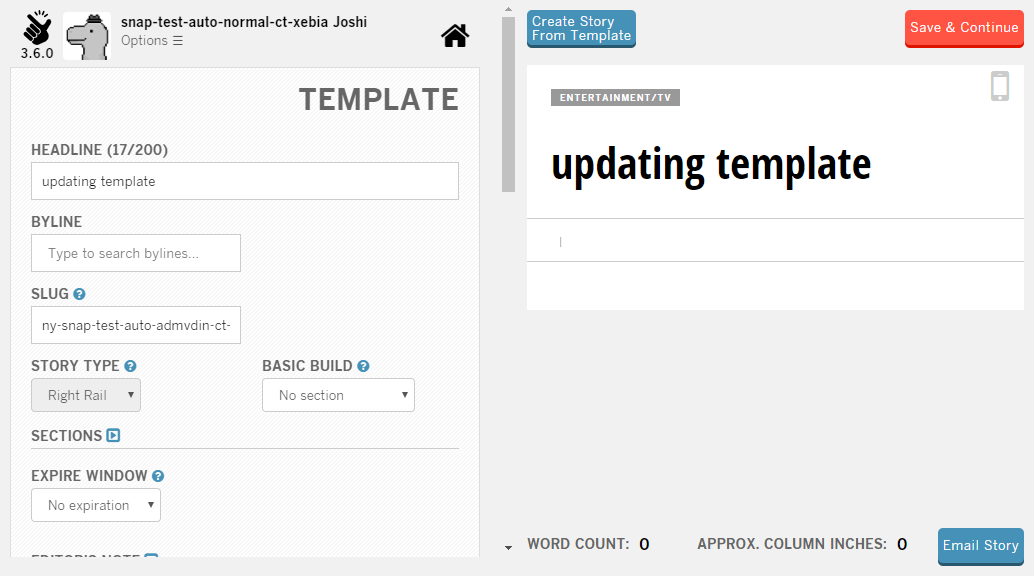 snap-test-auto-normal-ct-xebia Joshi
Options ☰
3.6.0
TEMPLATE
HEADLINE (17/200)
updating template
BYLINE
Type to search bylines...
SLUG
ny-snap-test-auto-admvdin-ct-
STORY TYPE
BASIC BUILD
Right Rail
No section
SECTIONS
EXPIRE WINDOW
No expiration
Create Story
From Template
Save & Continue
ENTERTAINMENT/TV
updating template
WORD COUNT: 0
APPROX. COLUMN INCHES: 0
Email Story